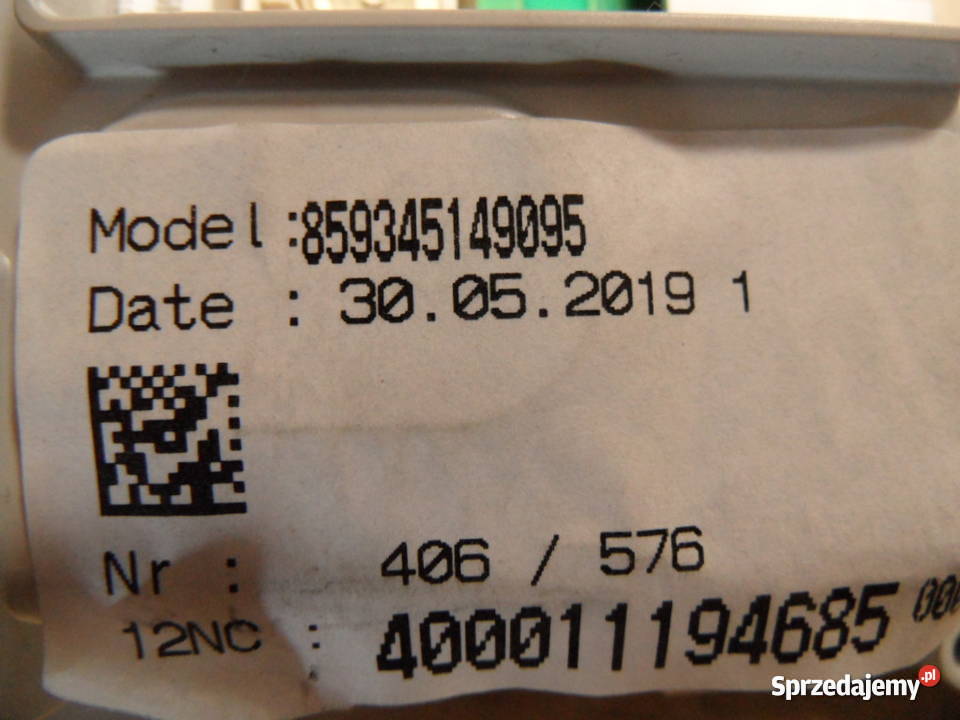 Model :859345149095
Date : 30.05.2019 1
Nr : 406 / 576
12NC : 400011194685
Sprzedajemy.pl